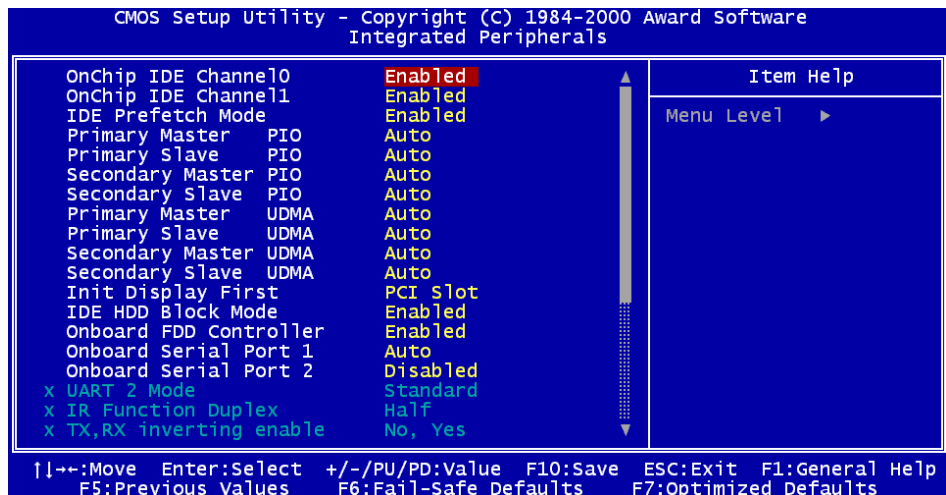 CMOS Setup Utility - Copyright (C) 1984-2000 Award Software
Integrated Peripherals
OnChip IDE Channel0 Enabled
OnChip IDE Channel1 Enabled
IDE Prefetch Mode Enabled
Primary Master PIO Auto
Primary Slave PIO Auto
Secondary Master PIO Auto
Secondary Slave PIO Auto
Primary Master UDMA Auto
Primary Slave UDMA Auto
Secondary Master UDMA Auto
Secondary Slave UDMA Auto
Init Display First PCI Slot
IDE HDD Block Mode Enabled
Onboard FDD Controller Enabled
Onboard Serial Port 1 Auto
Onboard Serial Port 2 Disabled
x UART 2 Mode Standard
x IR Function Duplex Half
x TX,RX inverting enable No, Yes
Item Help
Menu Level ▶
↑↓→←:Move Enter:Select +/-/PU/PD:Value F10:Save ESC:Exit F1:General Help
F5:Previous Values F6:Fail-Safe Defaults F7:Optimized Defaults